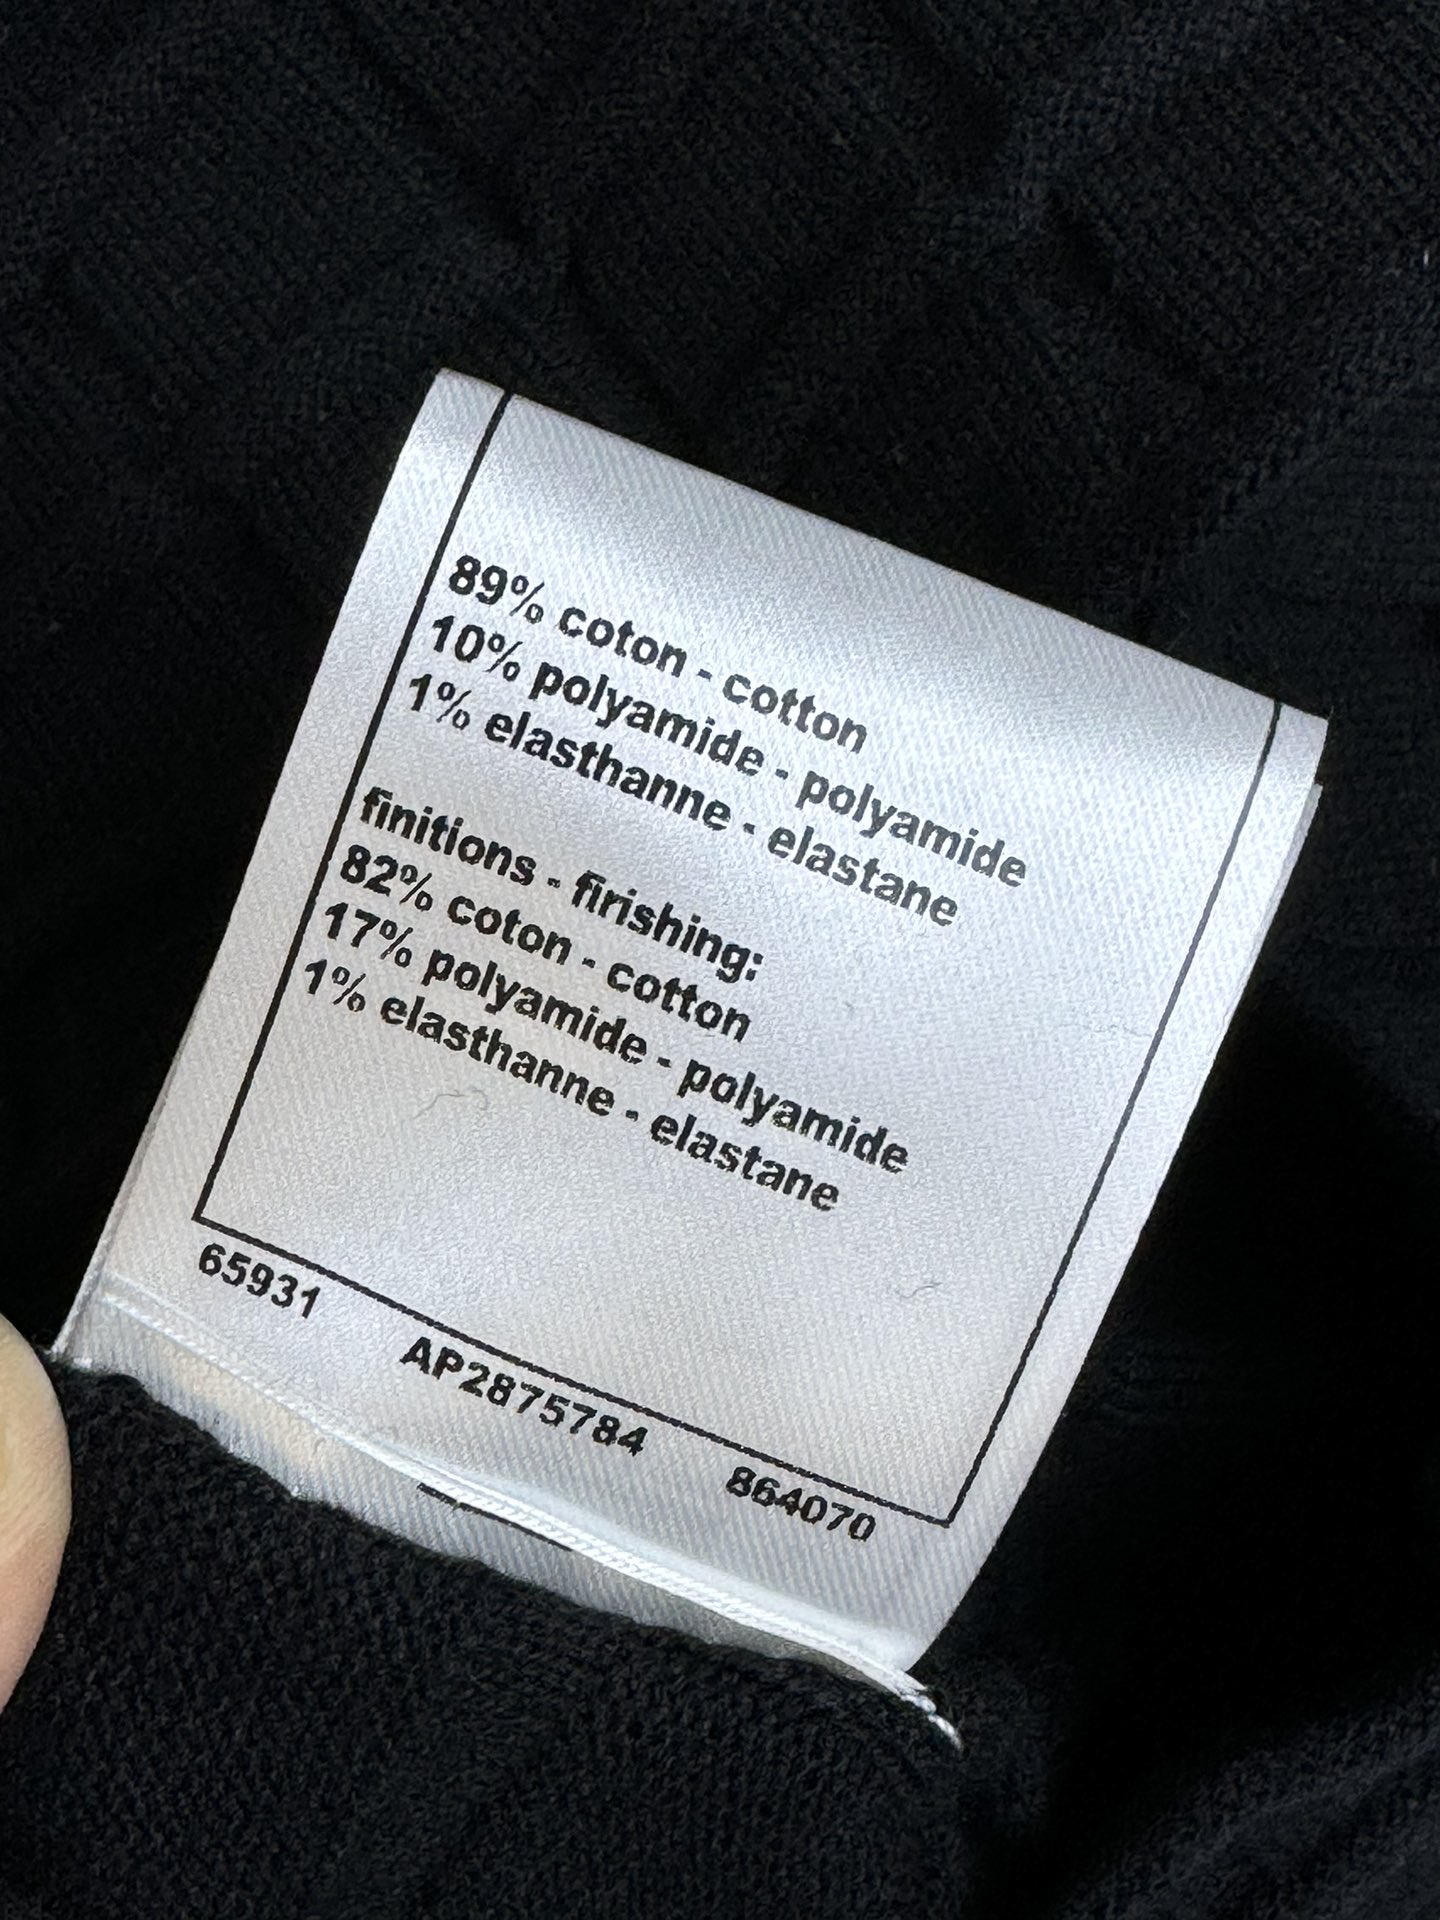 89% coton - cotton
10% polyamide - polyamide
1% elasthanne - elastane
finitions - firishing:
82% coton - cotton
17% polyamide - polyamide
1% elasthanne - elastane
65931 AP2875784 864070